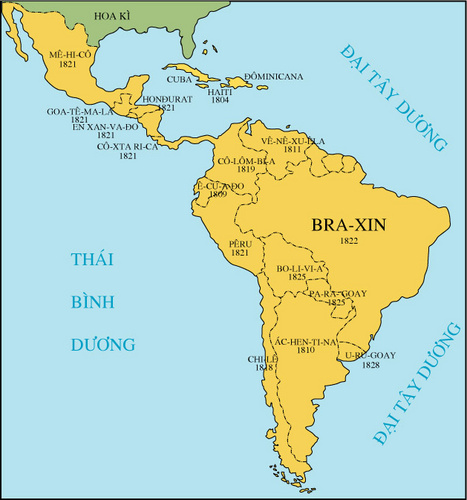 HOA KÌ
MÊ-HI-CÔ
1821
CUBA
ĐÔMINICANA
HAITI
1804
HONĐURAT
1821
GOA-TÊ-MA-LA
1821
EN XAN-VA-ĐO
1821
CÔ-XTA RI-CA
1821
ĐẠI TÂY DƯƠNG
VÊ-NÊ-XU-ÊLA
1811
CÔ-LÔM-BI-A
1819
Ê-CU-A-ĐO
1809
BRA-XIN
1822
PÊRU
1821
BO-LI-VI-A
1825
PA-RA-GOAY
1825
THÁI
BÌNH
DƯƠNG
ÁC-HEN-TI-NA
1810
CHI-LÊ
1818
U-RU-GOAY
1828
ĐẠI TÂY DƯƠNG